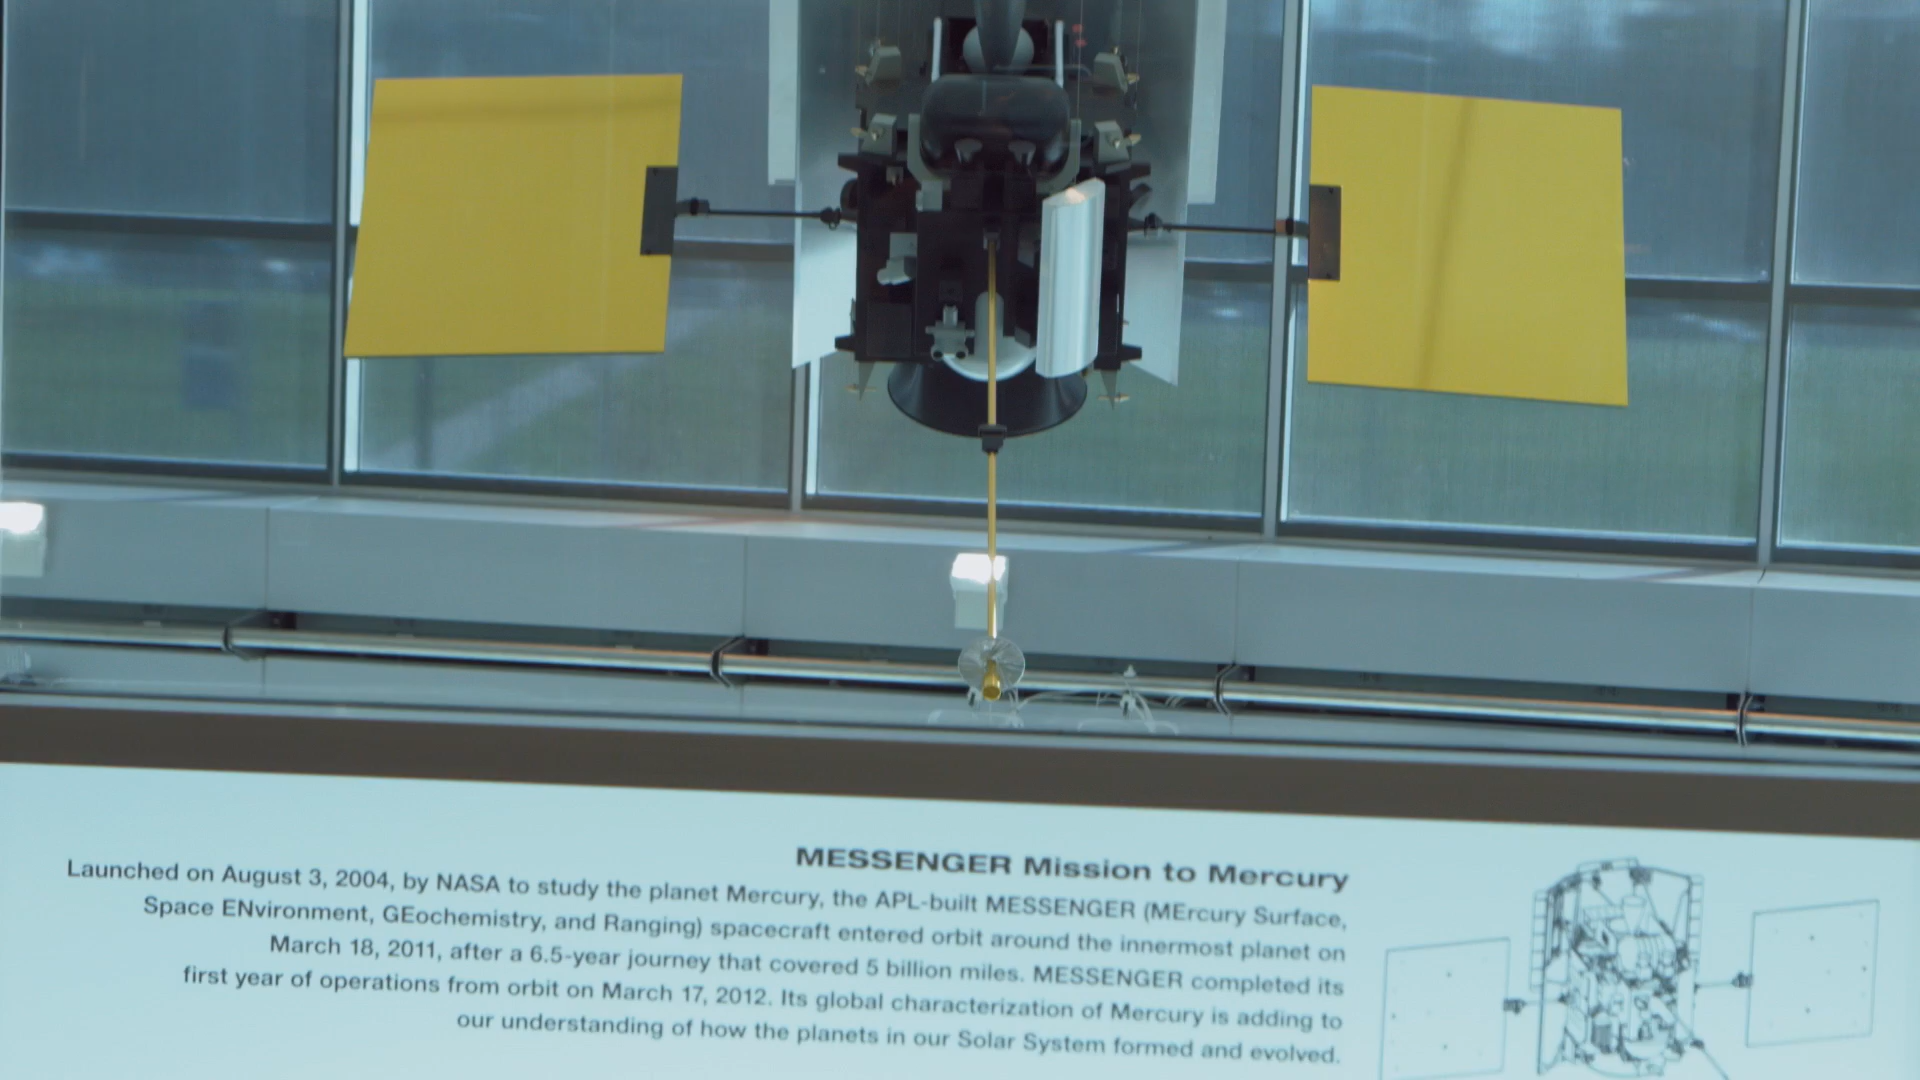 MESSENGER Mission to Mercury
Launched on August 3, 2004, by NASA to study the planet Mercury, the APL-built MESSENGER (MErcury Surface,
Space ENvironment, GEochemistry, and Ranging) spacecraft entered orbit around the innermost planet on
March 18, 2011, after a 6.5-year journey that covered 5 billion miles. MESSENGER completed its
first year of operations from orbit on March 17, 2012. Its global characterization of Mercury is adding to
our understanding of how the planets in our Solar System formed and evolved.